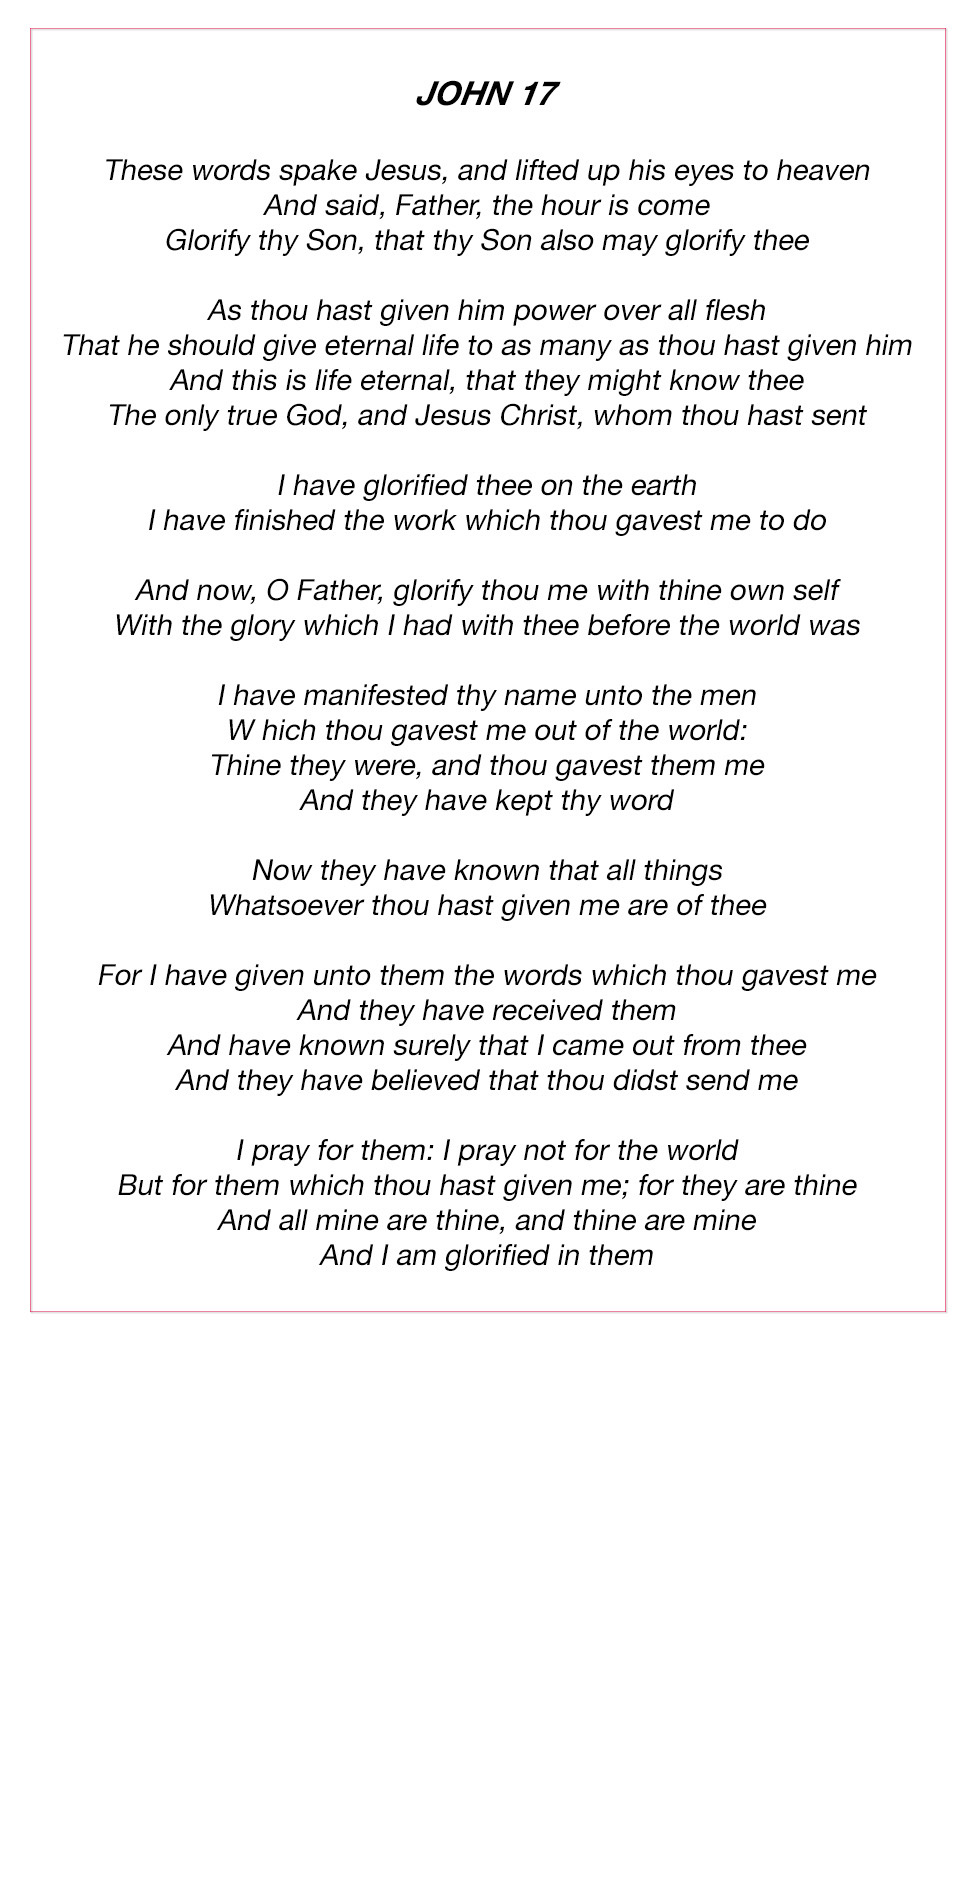 JOHN 17
These words spake Jesus, and lifted up his eyes to heaven
And said, Father, the hour is come
Glorify thy Son, that thy Son also may glorify thee
As thou hast given him power over all flesh
That he should give eternal life to as many as thou hast given him
And this is life eternal, that they might know thee
The only true God, and Jesus Christ, whom thou hast sent
I have glorified thee on the earth
I have finished the work which thou gavest me to do
And now, O Father, glorify thou me with thine own self
With the glory which I had with thee before the world was
I have manifested thy name unto the men
W hich thou gavest me out of the world:
Thine they were, and thou gavest them me
And they have kept thy word
Now they have known that all things
Whatsoever thou hast given me are of thee
For I have given unto them the words which thou gavest me
And they have received them
And have known surely that I came out from thee
And they have believed that thou didst send me
I pray for them: I pray not for the world
But for them which thou hast given me; for they are thine
And all mine are thine, and thine are mine
And I am glorified in them